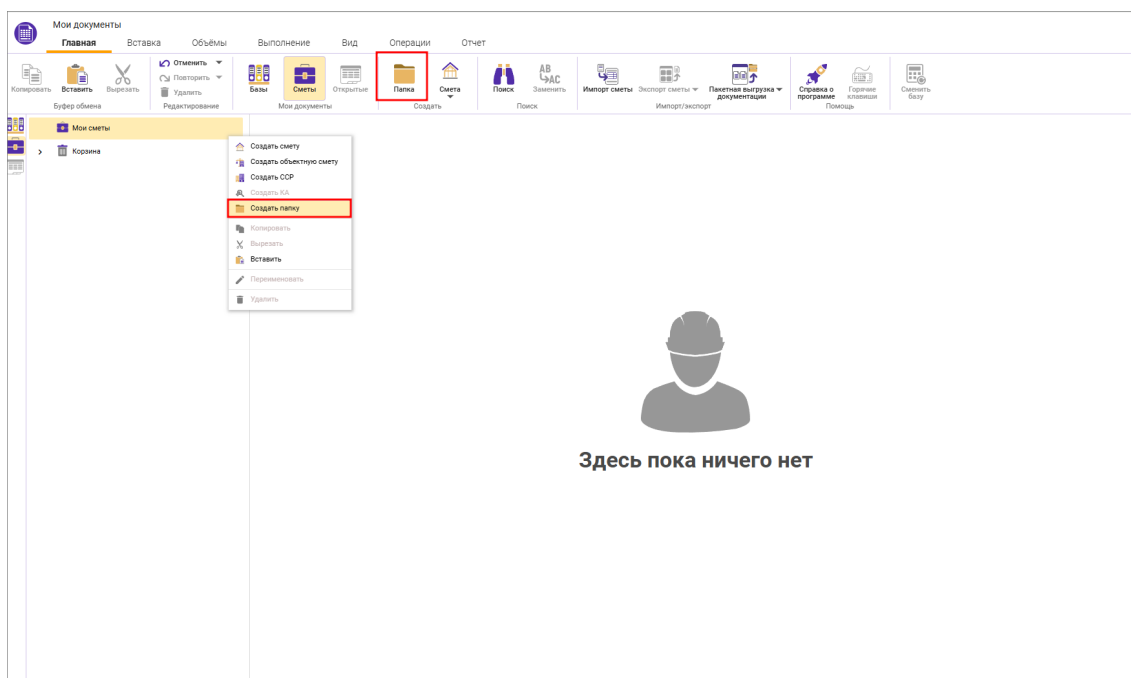 Мои документы
Главная Вставка Объёмы Выполнение Вид Операции Отчет
Копировать Вставить Вырезать
Отменить
Повторить
Удалить
Базы Сметы Открытые
Папка Смета
Поиск AB AC Заменить
Импорт сметы Экспорт сметы Пакетная выгрузка документации
Справка о программе Горячие клавиши
Сменить базу
Буфер обмена Редактирование Мои документы Создать Поиск Импорт/экспорт Помощь
Мои сметы
Корзина
Создать смету
Создать объектную смету
Создать ССР
Создать КА
Создать папку
Копировать
Вырезать
Вставить
Переименовать
Удалить
Здесь пока ничего нет